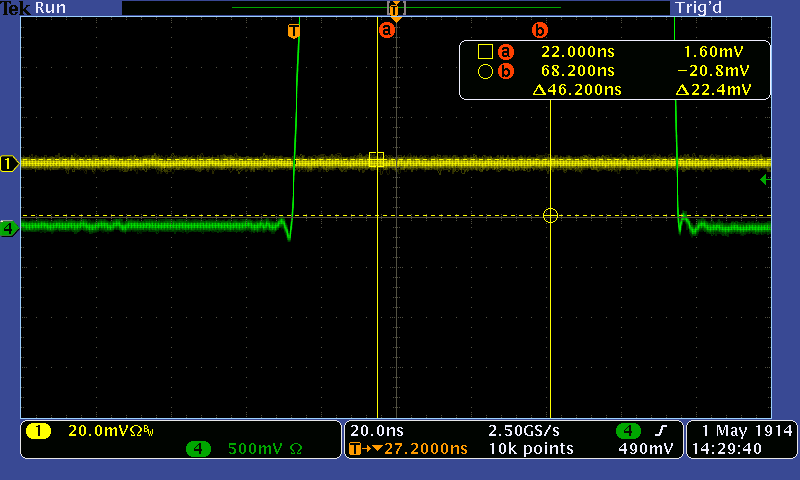 Tek Run Trig'd
T
T a b
a 22.000ns 1.60mV
b 68.200ns −20.8mV
Δ46.200ns Δ22.4mV
1
4
1 20.0mVΩBW 20.0ns 2.50GS/s 4 1 May 1914
4 500mV Ω T→▼27.2000ns 10k points 490mV 14:29:40